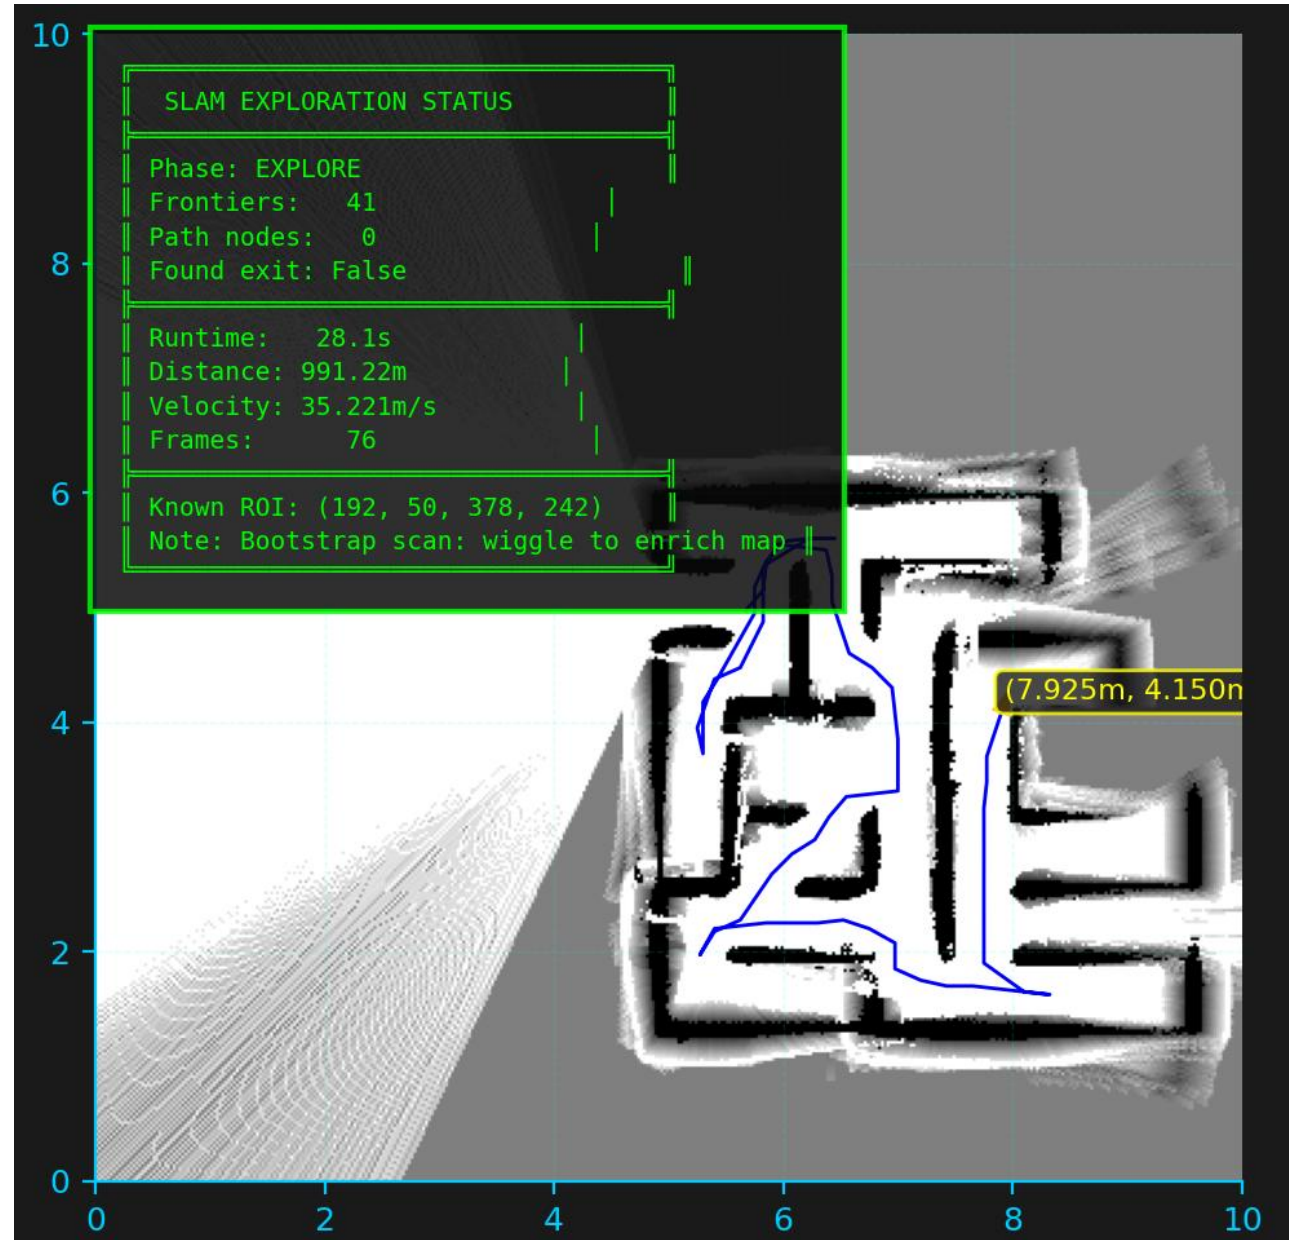 10
SLAM EXPLORATION STATUS
Phase: EXPLORE
Frontiers: 41
Path nodes: 0
8
Found exit: False
Runtime: 28.1s
Distance: 991.22m
Velocity: 35.221m/s
Frames: 76
6
Known ROI: (192, 50, 378, 242)
Note: Bootstrap scan: wiggle to enrich map
(7.925m, 4.150m
4
2
0
0 2 4 6 8 10